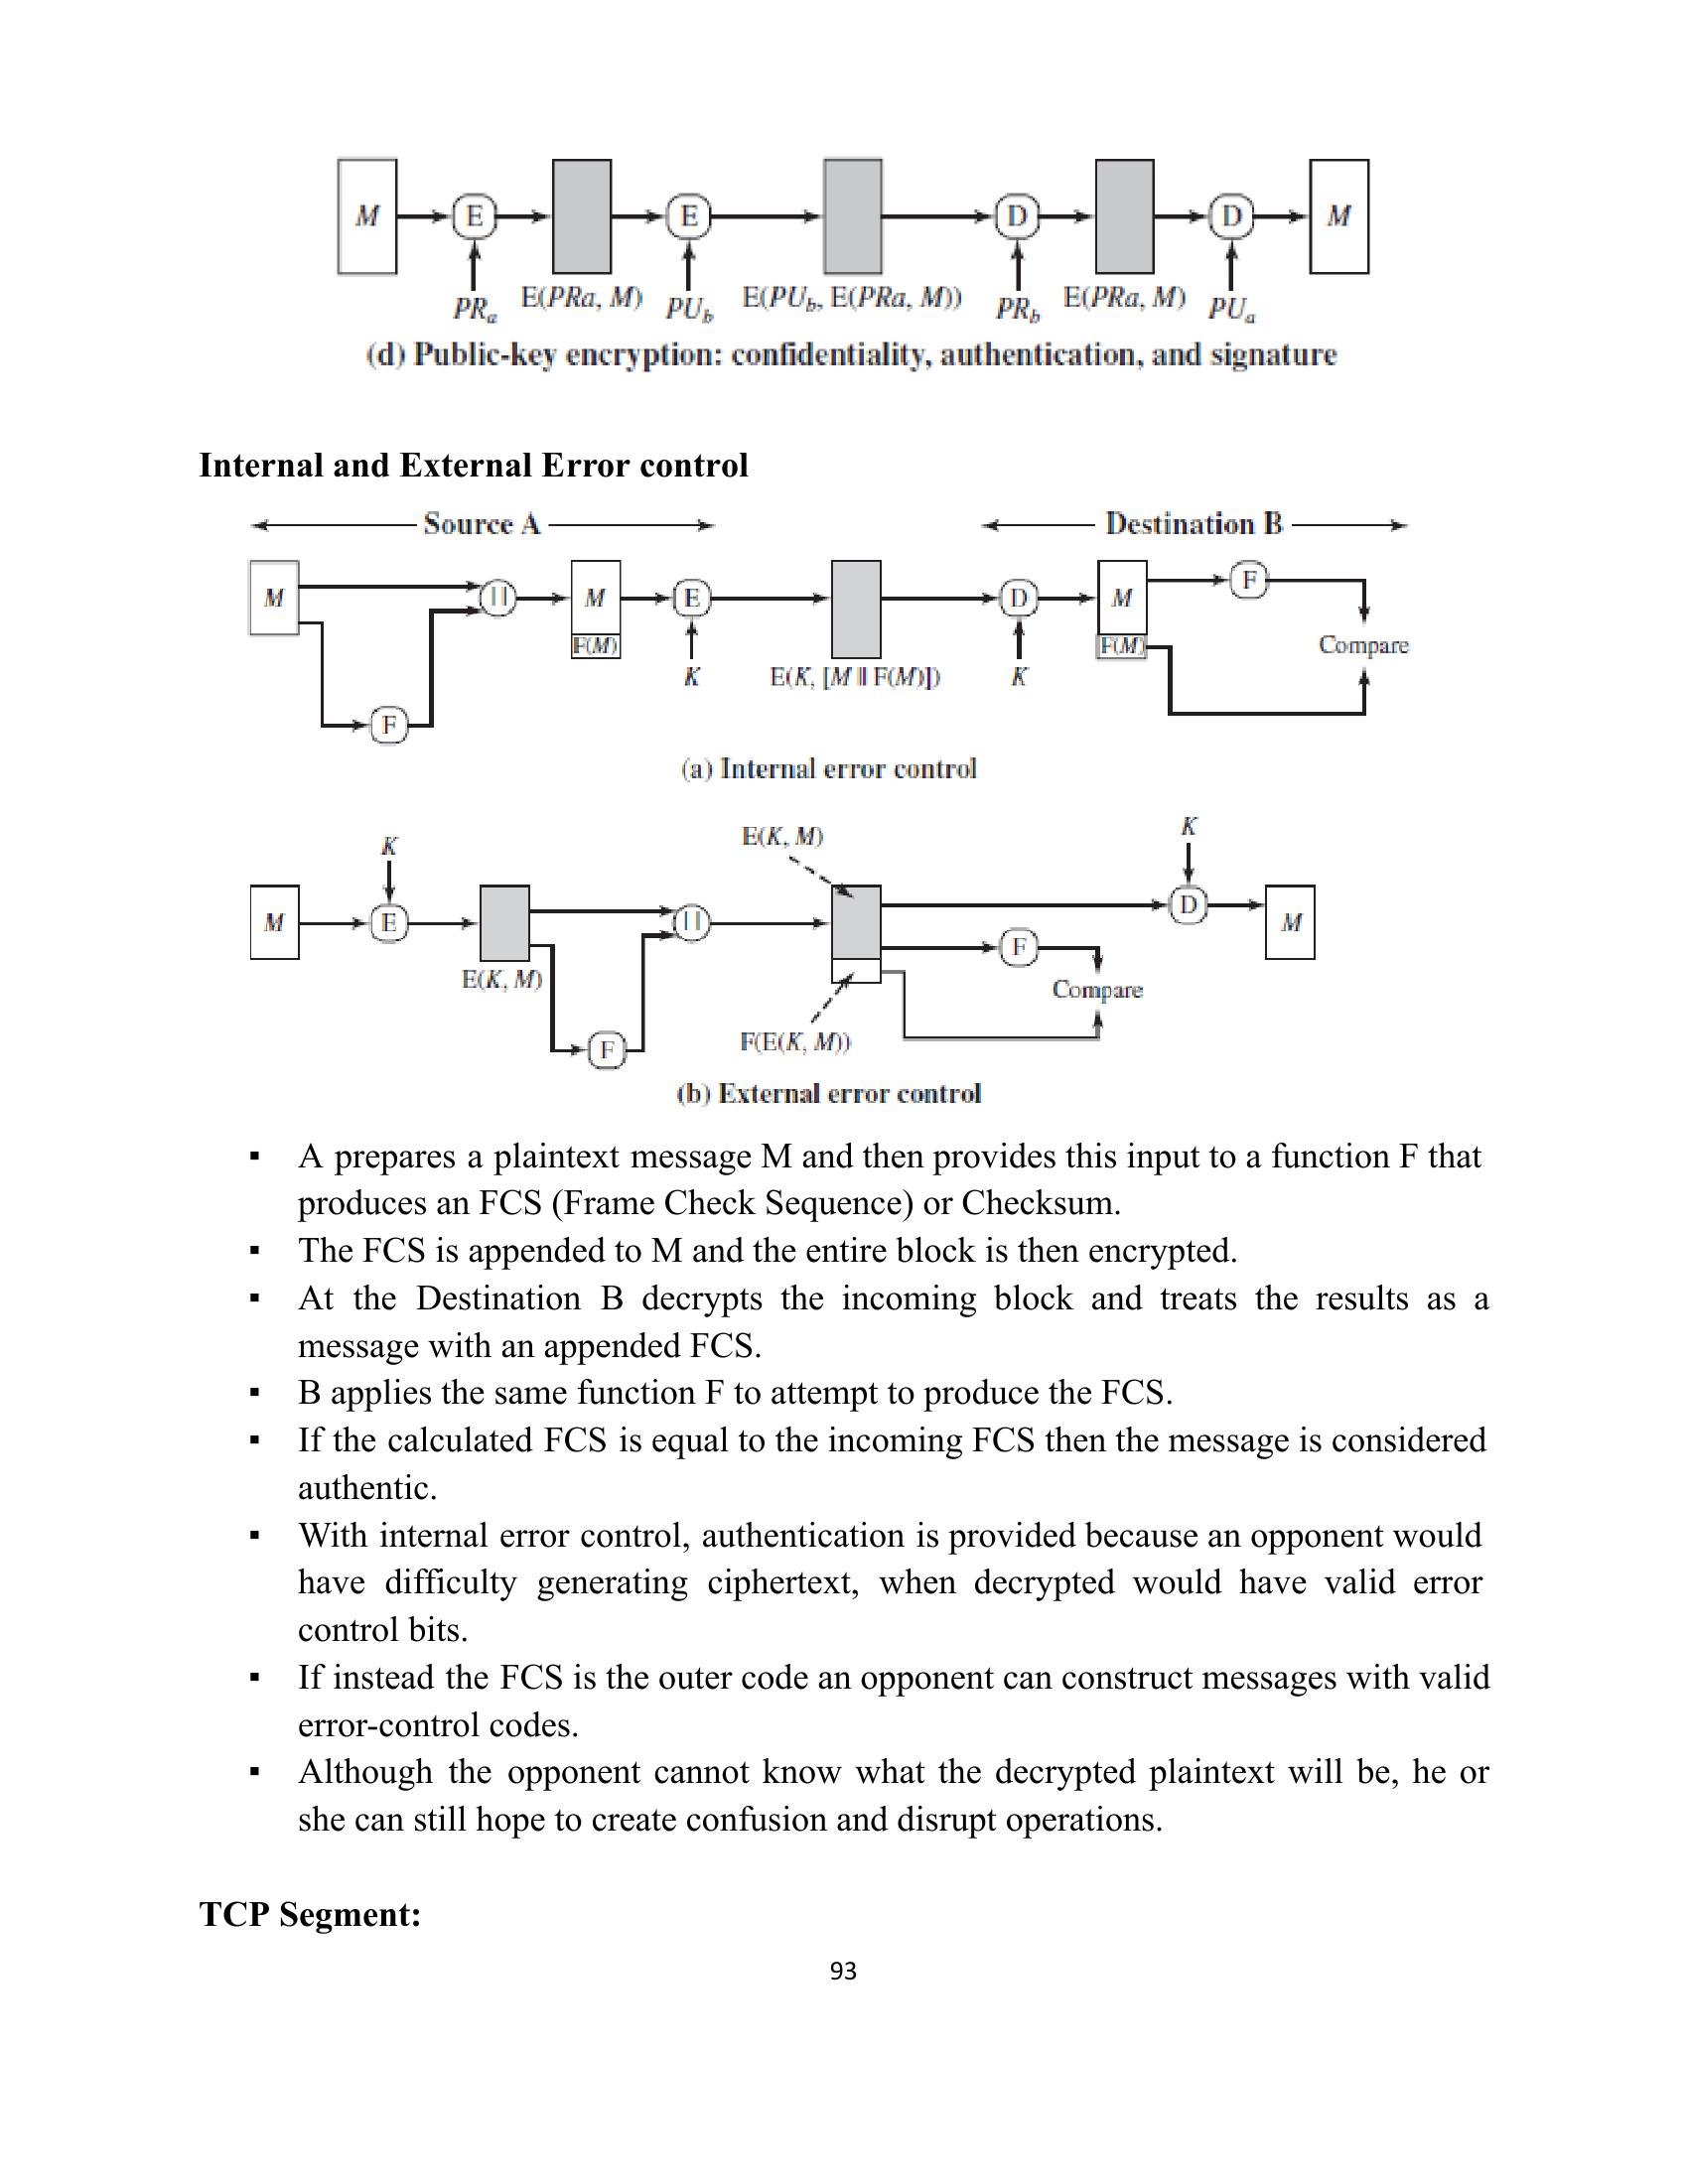 M E E D D M
PRa E(PRa, M) PUb E(PUb, E(PRa, M)) PRb E(PRa, M) PUa
(d) Public-key encryption: confidentiality, authentication, and signature
Internal and External Error control
Source A Destination B
M || M E D M F
F(M) F(M) Compare
K E(K, [M || F(M)]) K
F
(a) Internal error control
K E(K, M) K
M E || D M
F
E(K, M) Compare
F F(E(K, M))
(b) External error control
▪ A prepares a plaintext message M and then provides this input to a function F that
produces an FCS (Frame Check Sequence) or Checksum.
▪ The FCS is appended to M and the entire block is then encrypted.
▪ At the Destination B decrypts the incoming block and treats the results as a
message with an appended FCS.
▪ B applies the same function F to attempt to produce the FCS.
▪ If the calculated FCS is equal to the incoming FCS then the message is considered
authentic.
▪ With internal error control, authentication is provided because an opponent would
have difficulty generating ciphertext, when decrypted would have valid error
control bits.
▪ If instead the FCS is the outer code an opponent can construct messages with valid
error-control codes.
▪ Although the opponent cannot know what the decrypted plaintext will be, he or
she can still hope to create confusion and disrupt operations.
TCP Segment:
93